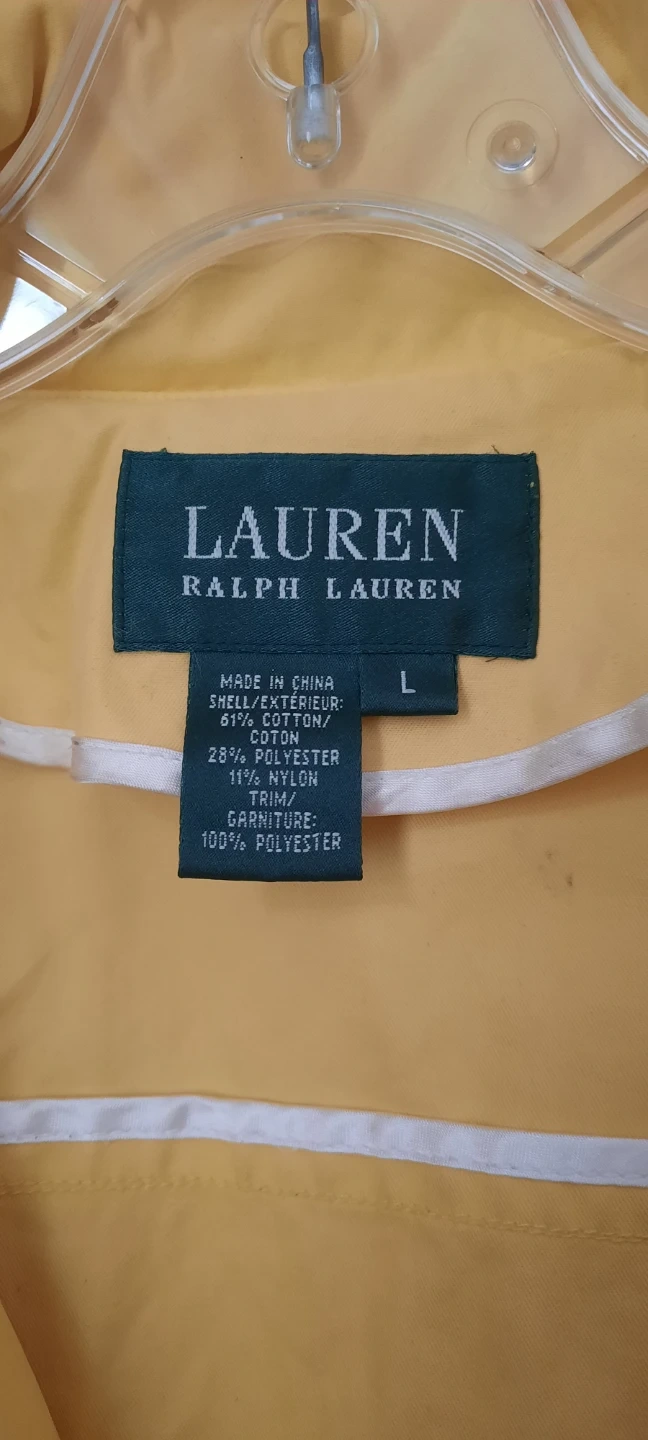 LAUREN
RALPH LAUREN
L
MADE IN CHINA
SHELL/EXTÉRIEUR:
61% COTTON/
COTON
28% POLYESTER
11% NYLON
TRIM/
GARNITURE:
100% POLYESTER